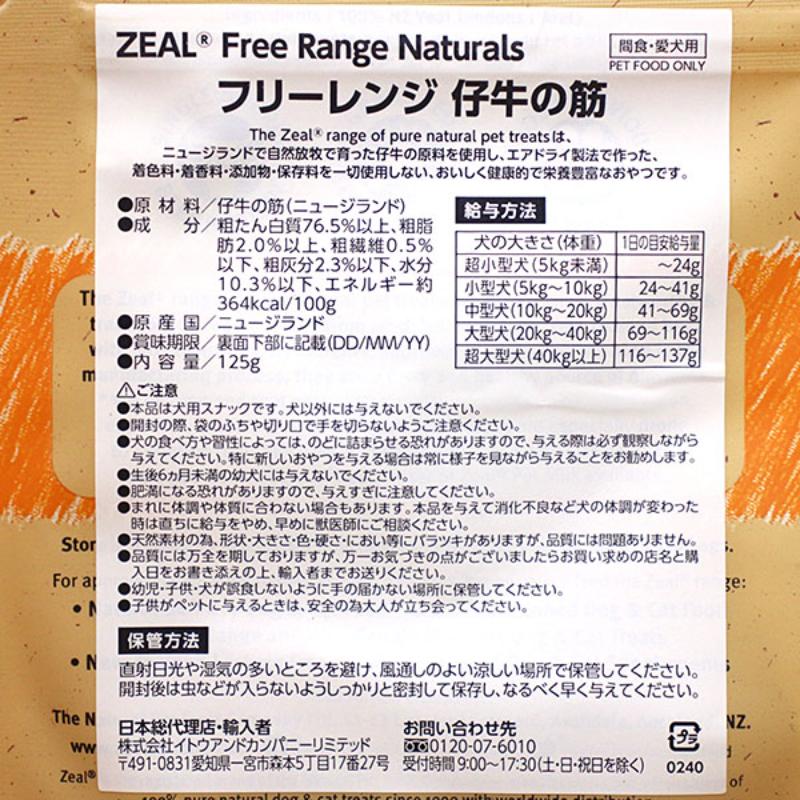 ZEAL® Free Range Naturals
間食・愛犬用
PET FOOD ONLY
フリーレンジ 仔牛の筋
The Zeal® range of pure natural pet treatsは、
ニュージランドで自然放牧で育った仔牛の原料を使用し、エアドライ製法で作った、
着色料・着香料・添加物・保存料を一切使用しない、おいしく健康的で栄養豊富なおやつです。
●原材料／仔牛の筋(ニュージランド)
●成分／粗たん白質76.5%以上、粗脂
肪2.0%以上、粗繊維0.5%
以下、粗灰分2.3%以下、水分
10.3%以下、エネルギー約
364kcal/100g
●原産国／ニュージランド
●賞味期限／裏面下部に記載(DD/MM/YY)
●内容量／125g
給与方法
犬の大きさ(体重) 1日の目安給与量
超小型犬(5kg未満) ～24g
小型犬(5kg～10kg) 24～41g
中型犬(10kg～20kg) 41～69g
大型犬(20kg～40kg) 69～116g
超大型犬(40kg以上) 116～137g
⚠ご注意
●本品は犬用スナックです。犬以外には与えないでください。
●開封の際、袋のふちや切り口で手を切らないようご注意ください。
●犬の食べ方や習性によっては、のどに詰まらせる恐れがありますので、与える際は必ず観察しながら
与えてください。特に新しいおやつを与える場合は常に様子を見ながら与えることをお勧めします。
●生後6ヵ月未満の幼犬には与えないでください。
●肥満になる恐れがありますので、与えすぎに注意してください。
●まれに体調や体質に合わない場合もあります。本品を与えて消化不良など犬の体調が変わった
時は直ちに給与をやめ、早めに獣医師にご相談ください。
●天然素材の為、形状・大きさ・色・硬さ・におい等にバラツキがありますが、品質には問題ありません。
●品質には万全を期しておりますが、万一お気づきの点がございましたらお買い求めの店名と購
入日をお書き添えの上、輸入者までお送りください。
●幼児・子供・犬が誤食しないように手の届かない場所に保管してください。
●子供がペットに与えるときは、安全の為大人が立ち会ってください。
保管方法
直射日光や湿気の多いところを避け、風通しのよい涼しい場所で保管してください。
開封後は虫などが入らないようしっかりと密封して保存し、なるべく早く与えてください。
日本総代理店・輸入者
株式会社イトウアンドカンパニーリミテッド
〒491-0831愛知県一宮市森本5丁目17番27号
お問い合わせ先
0120-07-6010
受付時間 9:00～17:30(土・日・祝日を除く)
プラ
0240
Stor
For ap
range:
The N
NZ.
www.
Zeal®
100% pure natural dog & cat treats since 1999 with worldwide distribution